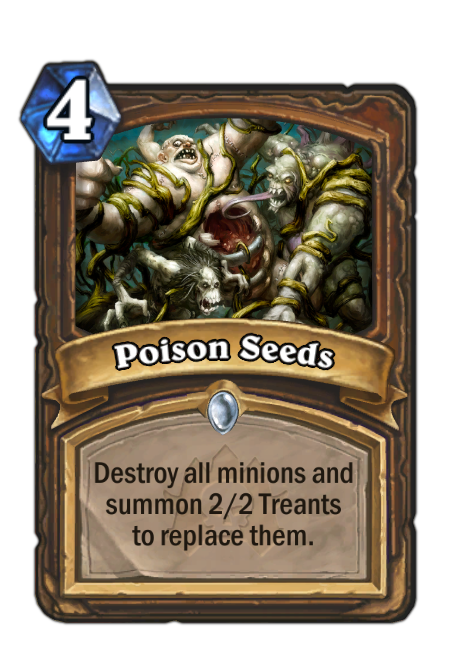 4
Poison Seeds
Destroy all minions and
summon 2/2 Treants
to replace them.